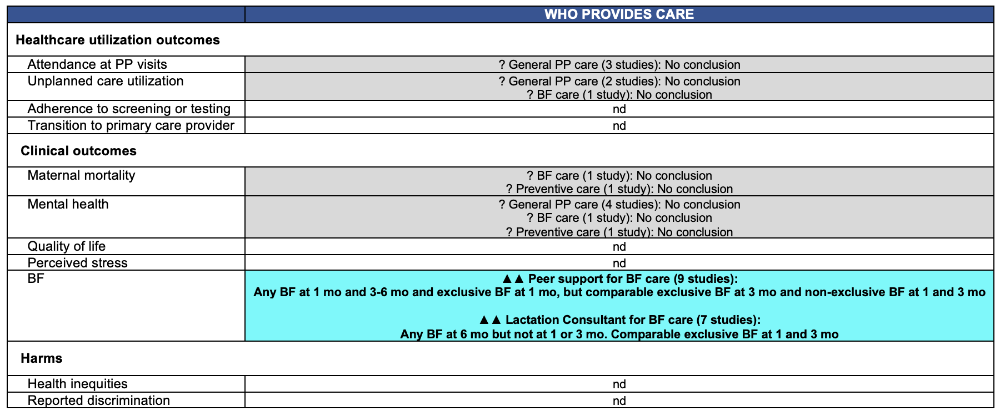 WHO PROVIDES CARE
Healthcare utilization outcomes
Attendance at PP visits
? General PP care (3 studies): No conclusion
Unplanned care utilization
? General PP care (2 studies): No conclusion
? BF care (1 study): No conclusion
Adherence to screening or testing
nd
Transition to primary care provider
nd
Clinical outcomes
Maternal mortality
? BF care (1 study): No conclusion
? Preventive care (1 study): No conclusion
Mental health
? General PP care (4 studies): No conclusion
? BF care (1 study): No conclusion
? Preventive care (1 study): No conclusion
Quality of life
nd
Perceived stress
nd
BF
▲▲ Peer support for BF care (9 studies):
Any BF at 1 mo and 3-6 mo and exclusive BF at 1 mo, but comparable exclusive BF at 3 mo and non-exclusive BF at 1 and 3 mo
▲▲ Lactation Consultant for BF care (7 studies):
Any BF at 6 mo but not at 1 or 3 mo. Comparable exclusive BF at 1 and 3 mo
Harms
Health inequities
nd
Reported discrimination
nd